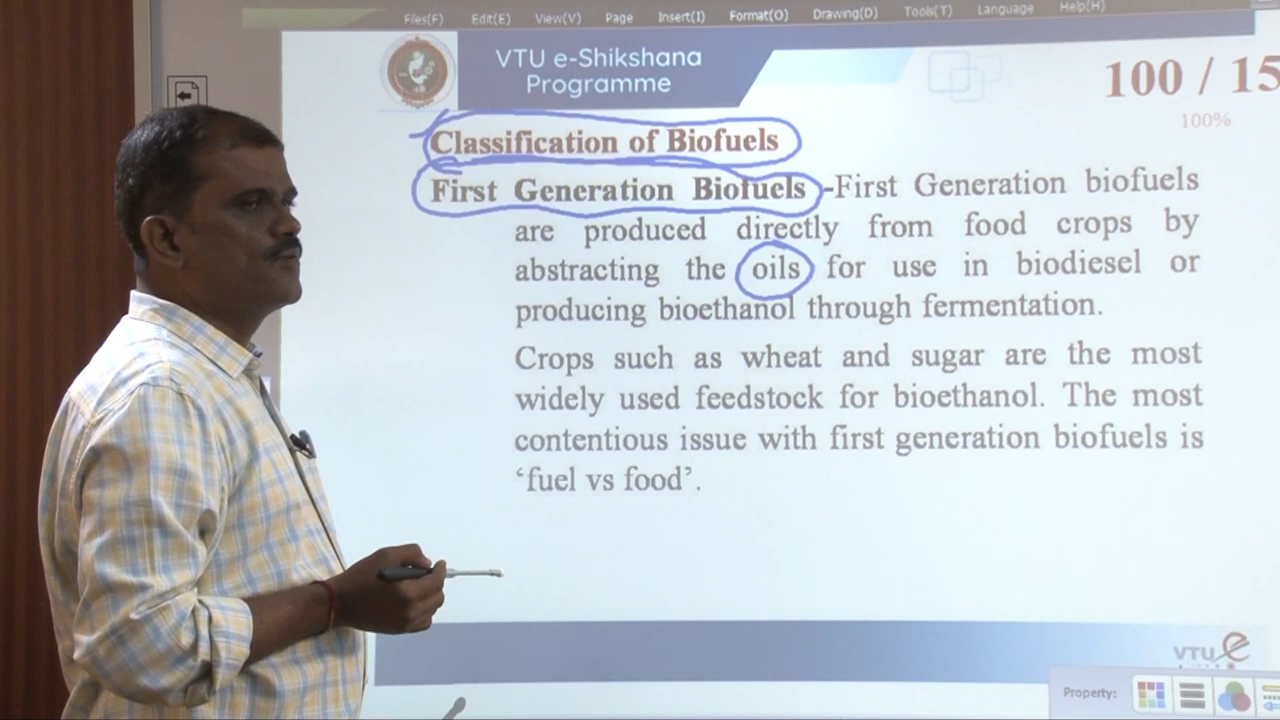 Files(F) Edit(E) View(V) Page Insert(I) Format(O) Drawing(D) Tools(T) Language Help(H)
VTU e-Shikshana
Programme
100 / 15
100%
Classification of Biofuels
First Generation Biofuels -First Generation biofuels
are produced directly from food crops by
abstracting the oils for use in biodiesel or
producing bioethanol through fermentation.
Crops such as wheat and sugar are the most
widely used feedstock for bioethanol. The most
contentious issue with first generation biofuels is
‘fuel vs food’.
VTU e
Property: